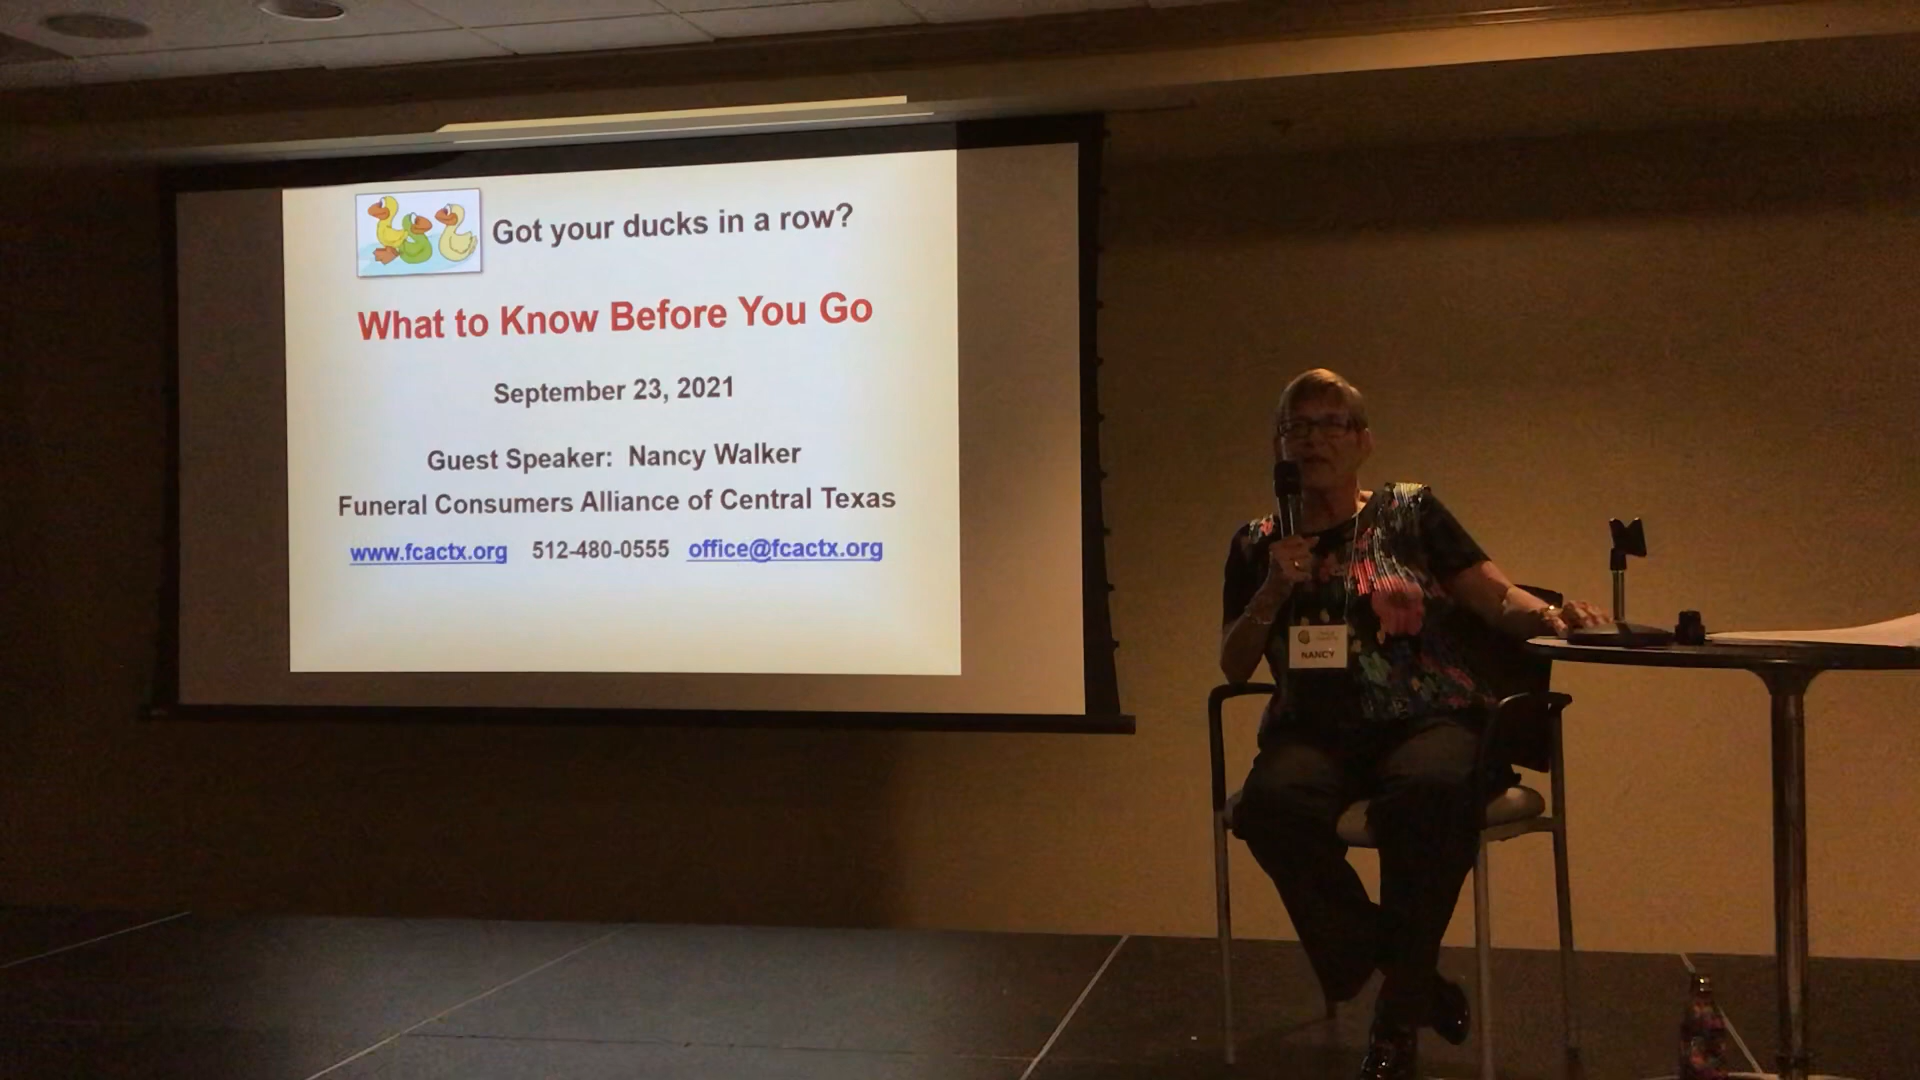 Got your ducks in a row?
What to Know Before You Go
September 23, 2021
Guest Speaker: Nancy Walker
Funeral Consumers Alliance of Central Texas
www.fcactx.org 512-480-0555 office@fcactx.org
NANCY